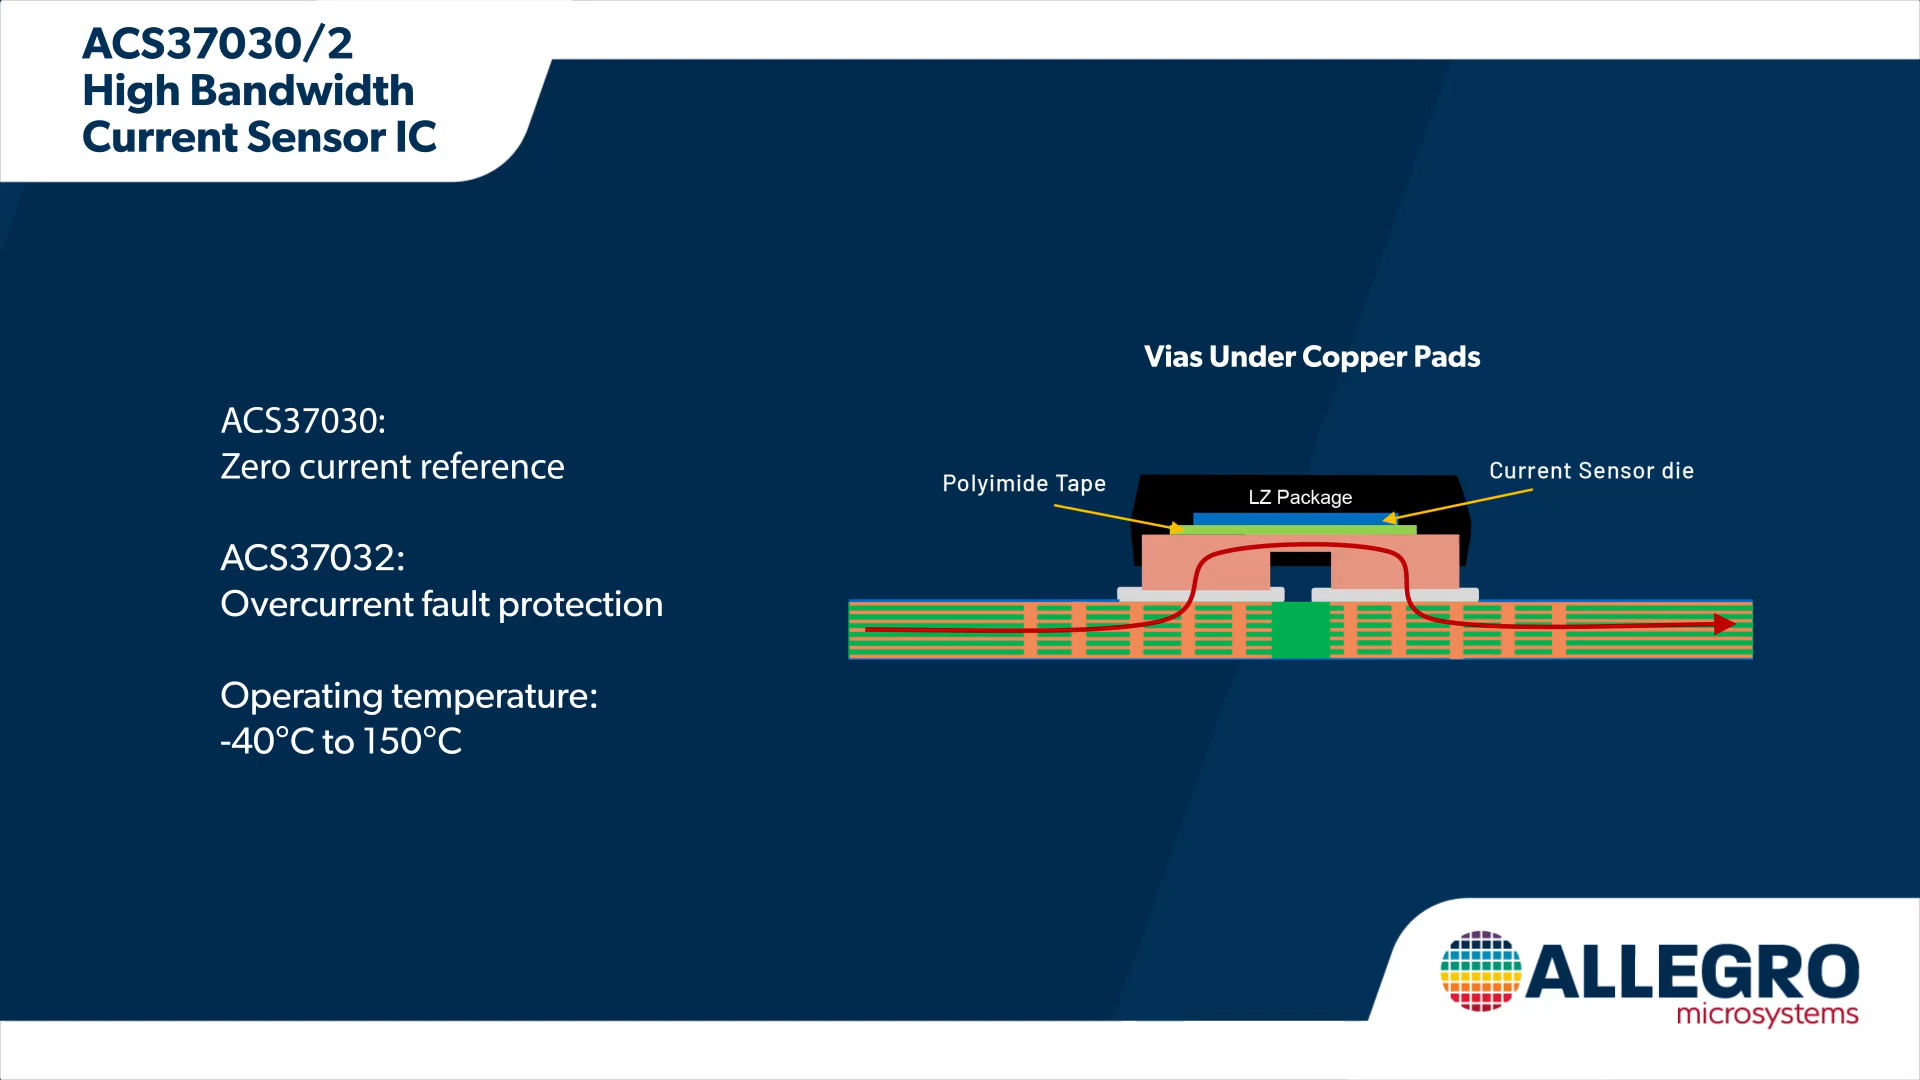 ACS37030/2
High Bandwidth
Current Sensor IC
ACS37030:
Zero current reference
ACS37032:
Overcurrent fault protection
Operating temperature:
-40°C to 150°C
Vias Under Copper Pads
Polyimide Tape
Current Sensor die
LZ Package
ALLEGRO
microsystems